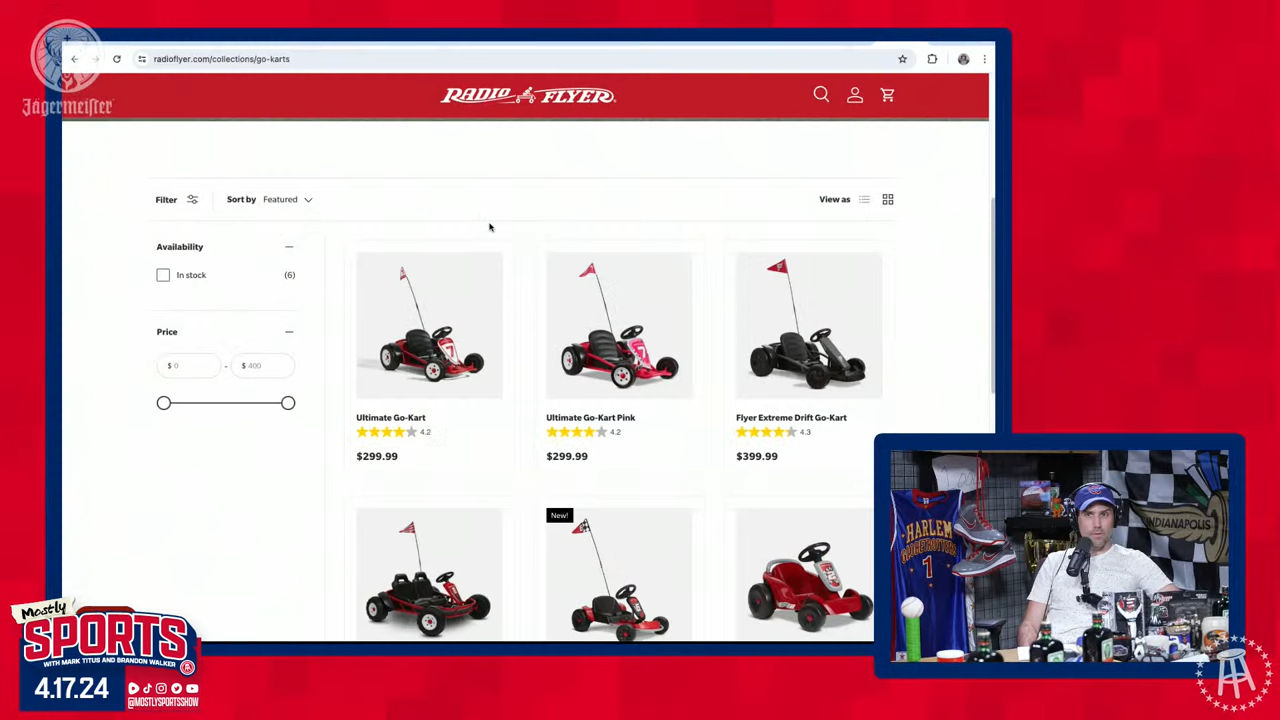 Jägermeister
radioflyer.com/collections/go-karts
RADIO FLYER
Filter
Sort by Featured
View as
Availability
In stock (6)
Price
$ 0 - $ 400
Ultimate Go-Kart
4.2
$299.99
Ultimate Go-Kart Pink
4.2
$299.99
Flyer Extreme Drift Go-Kart
4.3
$399.99
New!
HARLEM
1
INDIANAPOLIS
Mostly
SPORTS
WITH MARK TITUS AND BRANDON WALKER
4.17.24
@MOSTLYSPORTSSHOW